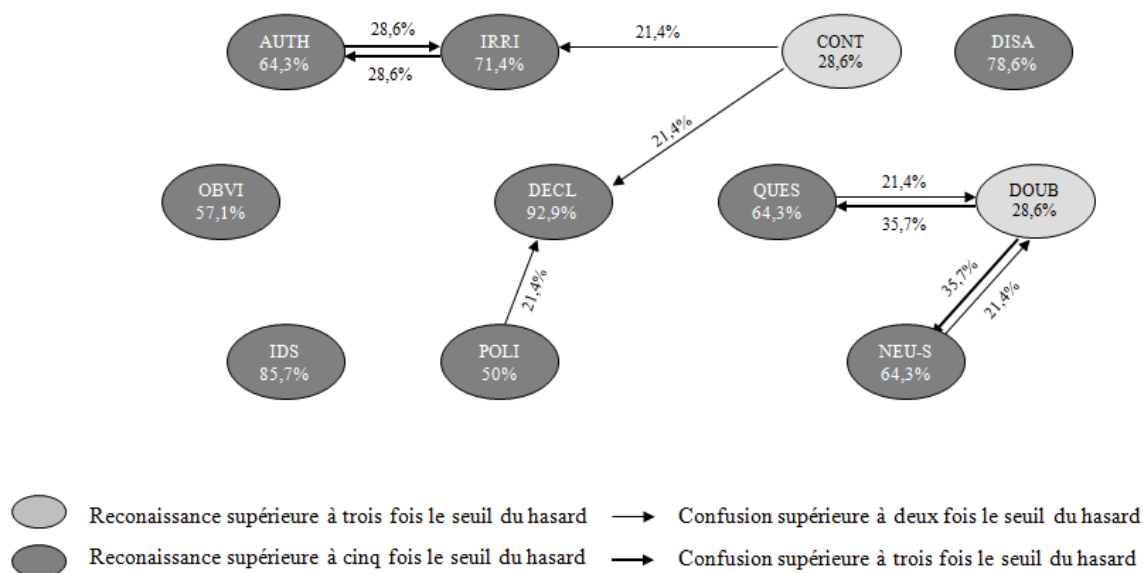 AUTH
64,3%
28,6%
28,6%
IRRI
71,4%
21,4%
CONT
28,6%
DISA
78,6%
21,4%
OBVI
57,1%
DECL
92,9%
QUES
64,3%
21,4%
35,7%
DOUB
28,6%
21,4%
35,7%
21,4%
IDS
85,7%
POLI
50%
NEU-S
64,3%
Reconaissance supérieure à trois fois le seuil du hasard
Confusion supérieure à deux fois le seuil du hasard
Reconaissance supérieure à cinq fois le seuil du hasard
Confusion supérieure à trois fois le seuil du hasard